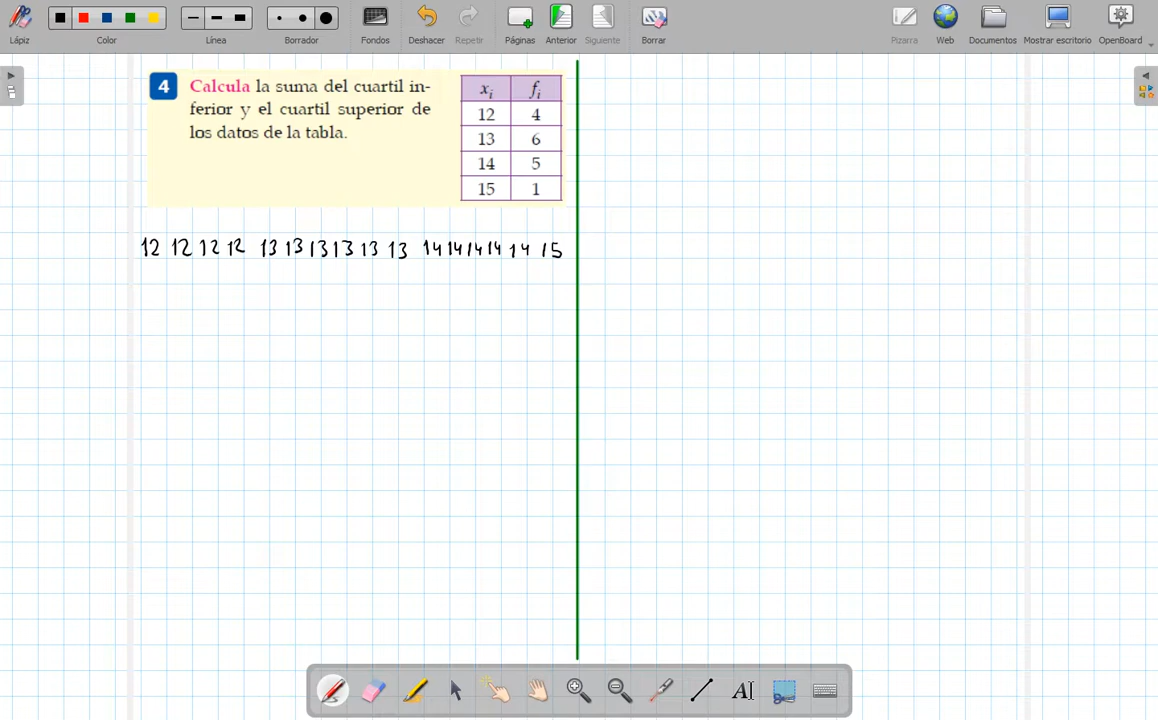 Lápiz Color Línea Borrador Fondos Deshacer Repetir Páginas Anterior Siguiente Borrar Pizarra Web Documentos Mostrar escritorio OpenBoard
4 Calcula la suma del cuartil in-
ferior y el cuartil superior de
los datos de la tabla.
xi fi
12 4
13 6
14 5
15 1
12 12 12 12 13 13 13 13 13 13 14 14 14 14 14 15